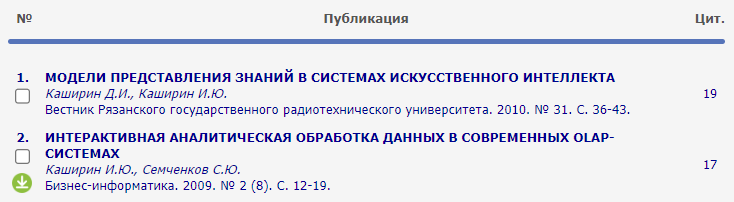 № Публикация Цит.
1. МОДЕЛИ ПРЕДСТАВЛЕНИЯ ЗНАНИЙ В СИСТЕМАХ ИСКУССТВЕННОГО ИНТЕЛЛЕКТА
Каширин Д.И., Каширин И.Ю. 19
Вестник Рязанского государственного радиотехнического университета. 2010. № 31. С. 36-43.
2. ИНТЕРАКТИВНАЯ АНАЛИТИЧЕСКАЯ ОБРАБОТКА ДАННЫХ В СОВРЕМЕННЫХ OLAP-
СИСТЕМАХ
Каширин И.Ю., Семченков С.Ю. 17
Бизнес-информатика. 2009. № 2 (8). С. 12-19.